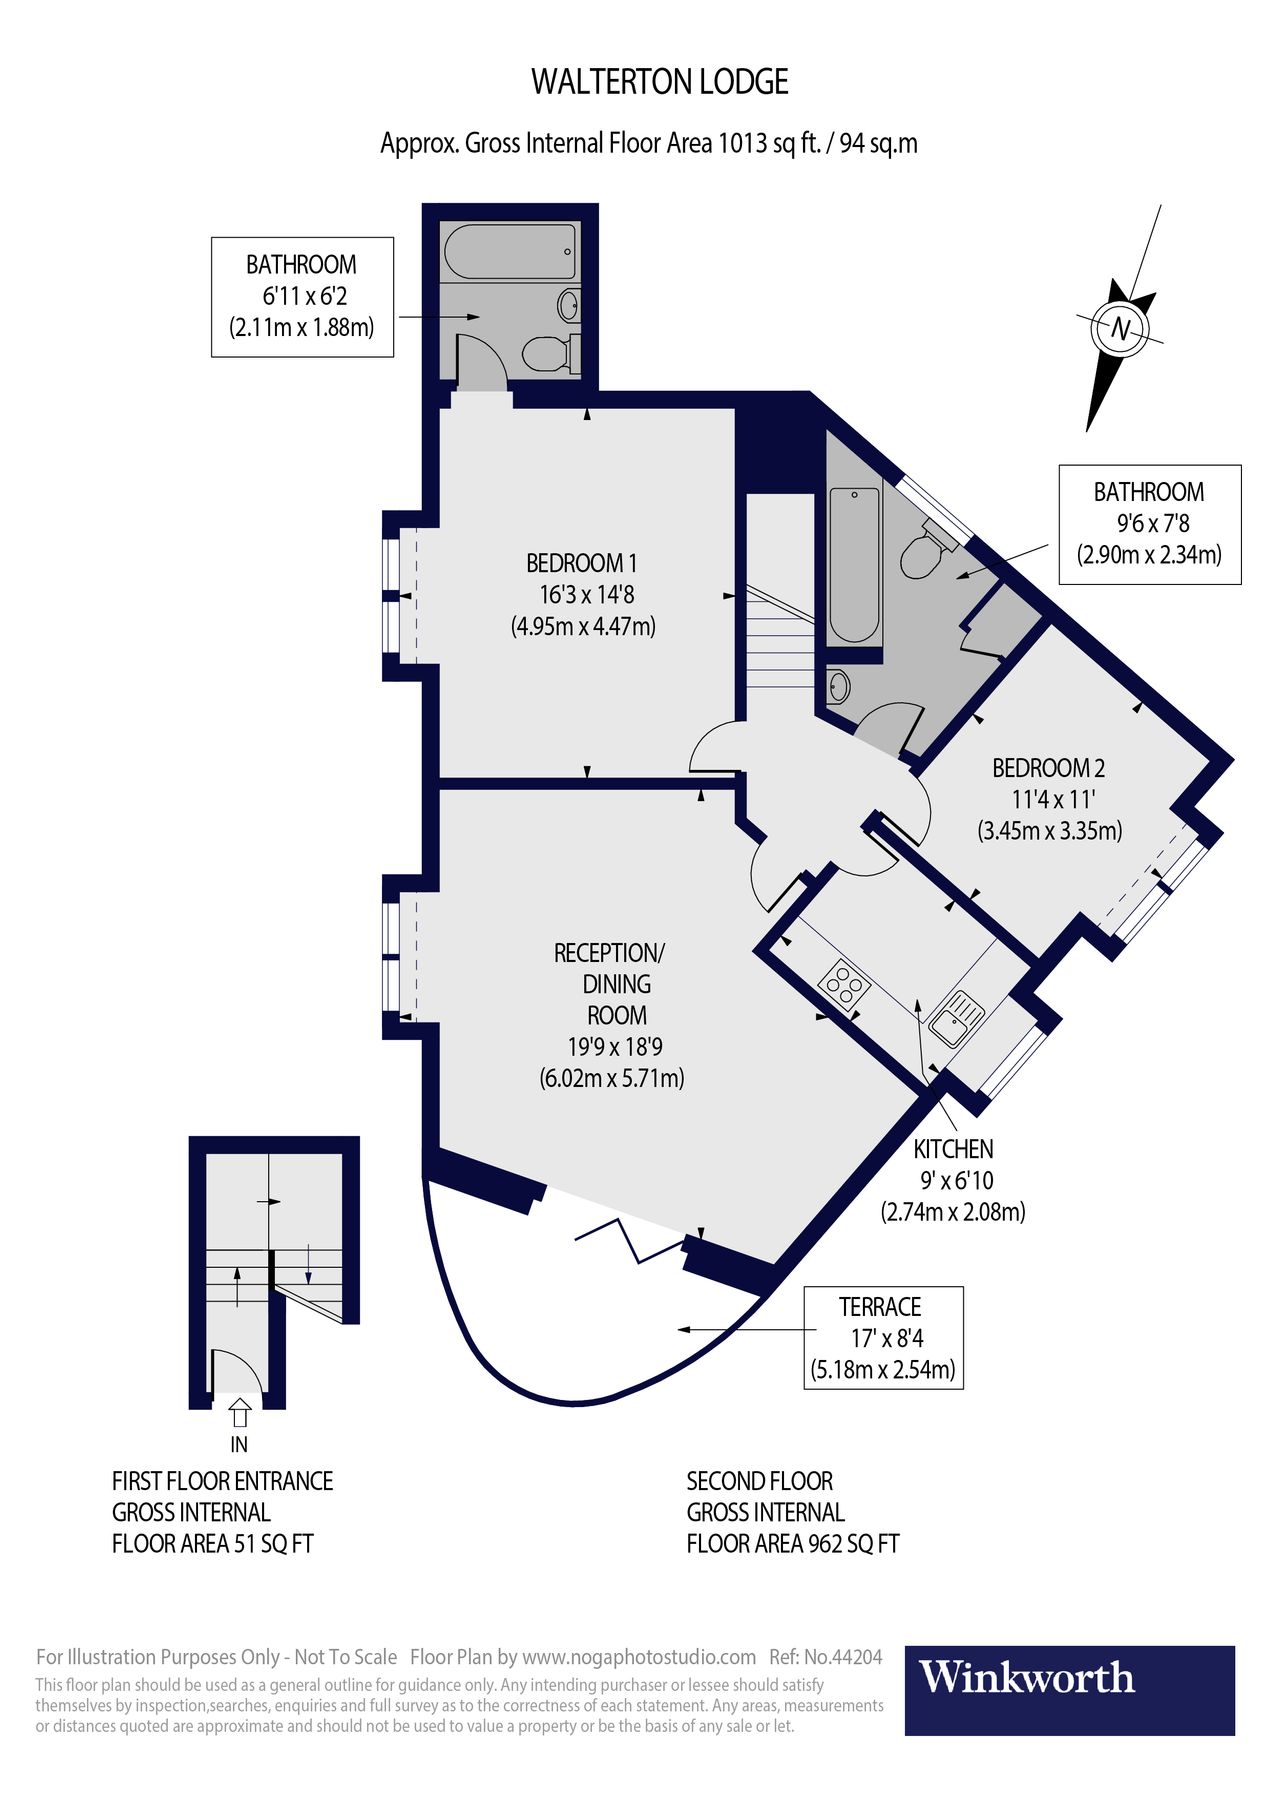 WALTERTON LODGE
Approx. Gross Internal Floor Area 1013 sq ft. / 94 sq.m
BATHROOM
6'11 x 6'2
(2.11m x 1.88m)
N
BATHROOM
9'6 x 7'8
(2.90m x 2.34m)
BEDROOM 1
16'3 x 14'8
(4.95m x 4.47m)
BEDROOM 2
11'4 x 11'
(3.45m x 3.35m)
RECEPTION/
DINING
ROOM
19'9 x 18'9
(6.02m x 5.71m)
KITCHEN
9' x 6'10
(2.74m x 2.08m)
TERRACE
17' x 8'4
(5.18m x 2.54m)
IN
FIRST FLOOR ENTRANCE
GROSS INTERNAL
FLOOR AREA 51 SQ FT
SECOND FLOOR
GROSS INTERNAL
FLOOR AREA 962 SQ FT
For Illustration Purposes Only - Not To Scale   Floor Plan by www.nogaphotostudio.com   Ref: No.44204
This floor plan should be used as a general outline for guidance only. Any intending purchaser or lessee should satisfy
themselves by inspection,searches, enquiries and full survey as to the correctness of each statement. Any areas, measurements
or distances quoted are approximate and should not be used to value a property or be the basis of any sale or let.
Winkworth